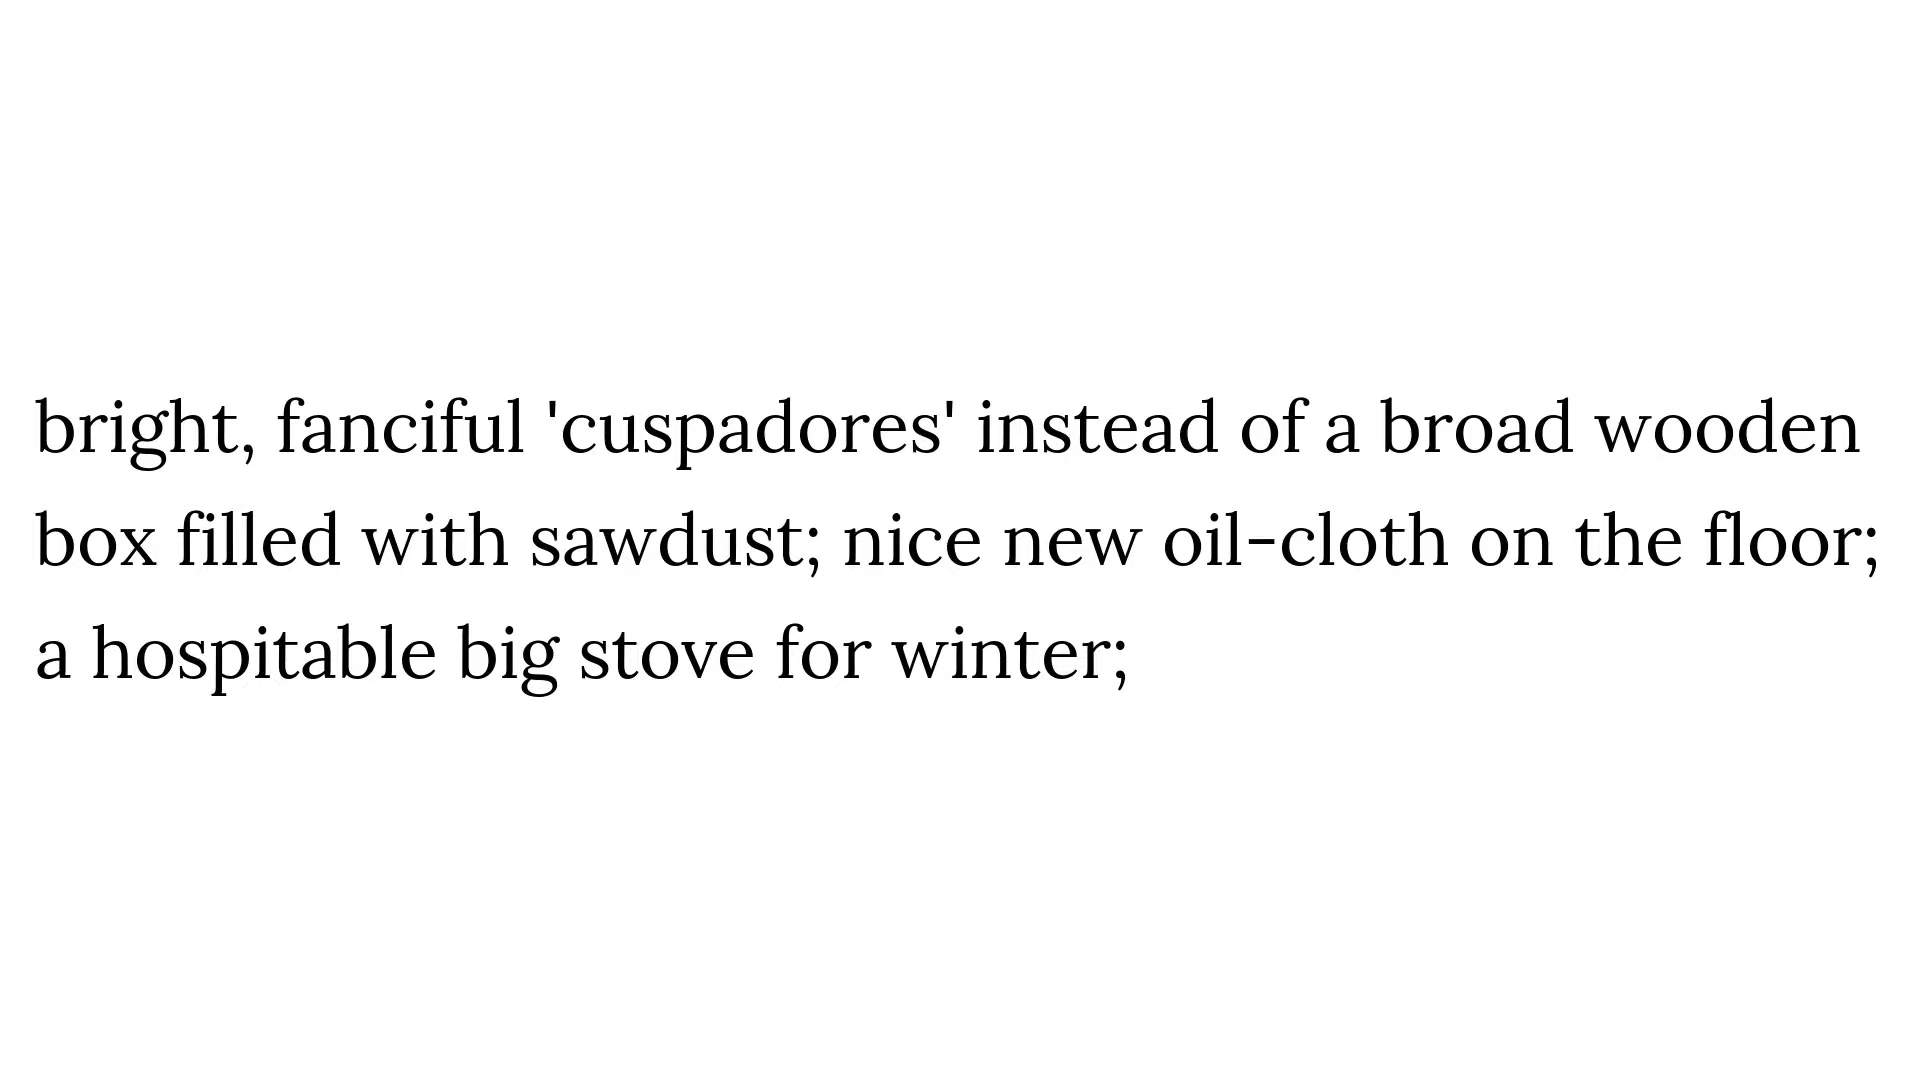 bright, fanciful 'cuspadores' instead of a broad wooden
box filled with sawdust; nice new oil-cloth on the floor;
a hospitable big stove for winter;